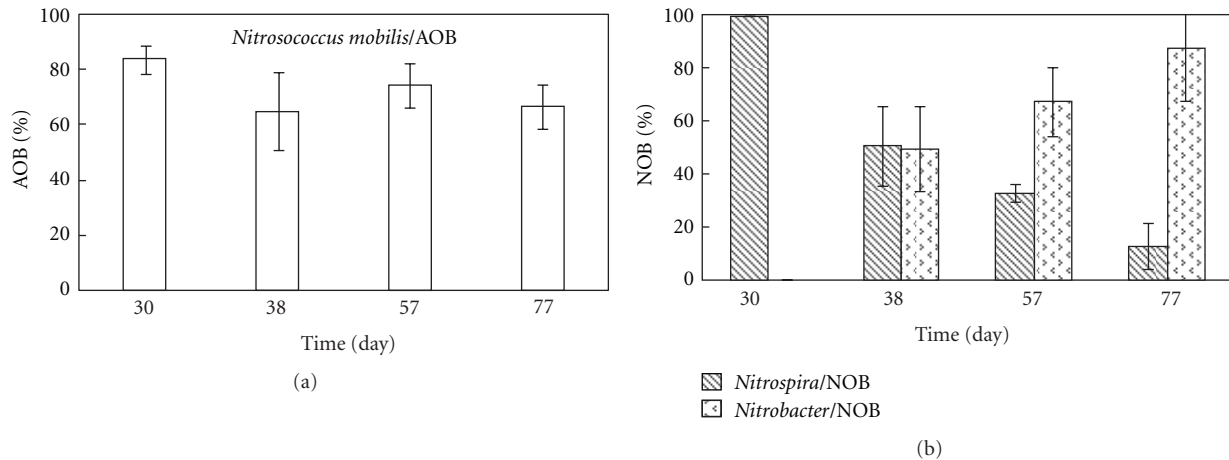 100
80
60
40
20
0
AOB (%)
Nitrosococcus mobilis/AOB
30 38 57 77
Time (day)
(a)
100
80
60
40
20
0
NOB (%)
30 38 57 77
Time (day)
Nitrospira/NOB
Nitrobacter/NOB
(b)